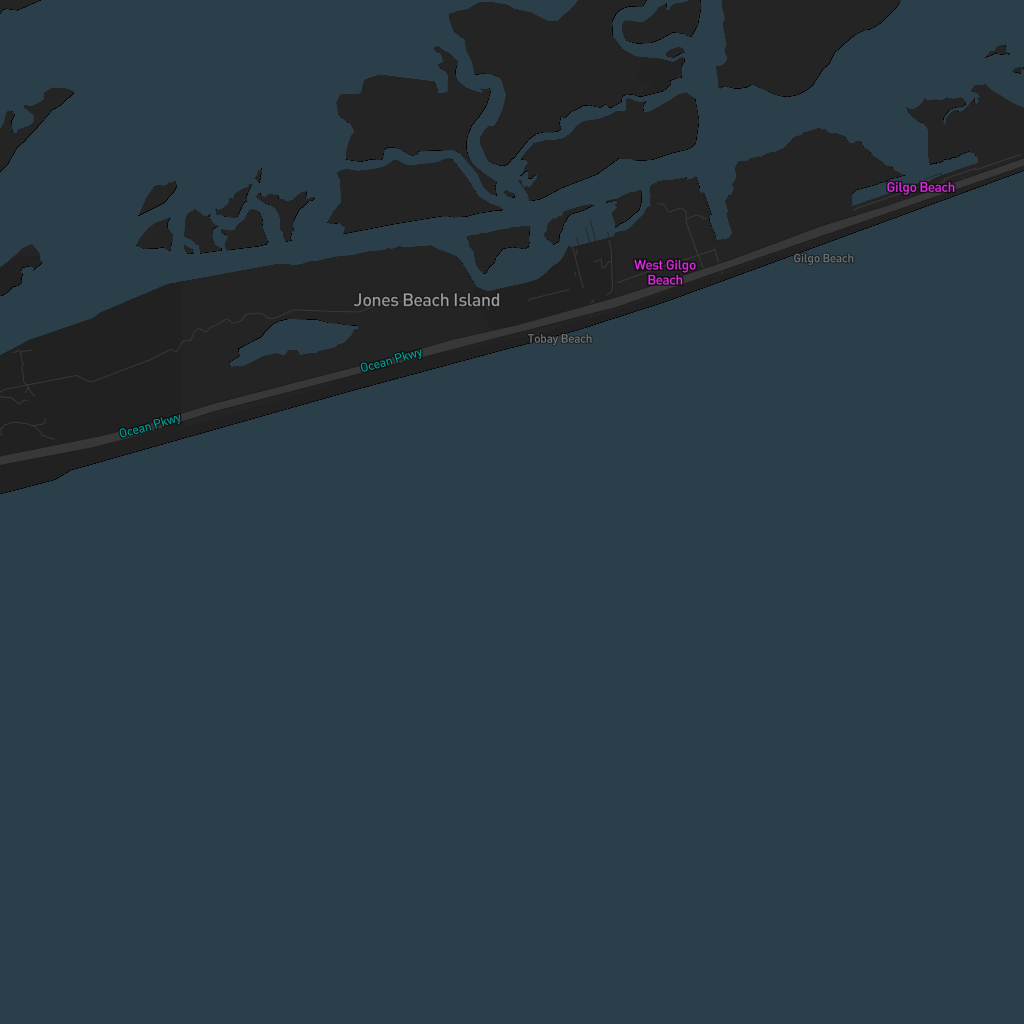 Gilgo Beach
Gilgo Beach
West Gilgo
Beach
Jones Beach Island
Tobay Beach
Ocean Pkwy
Ocean Pkwy